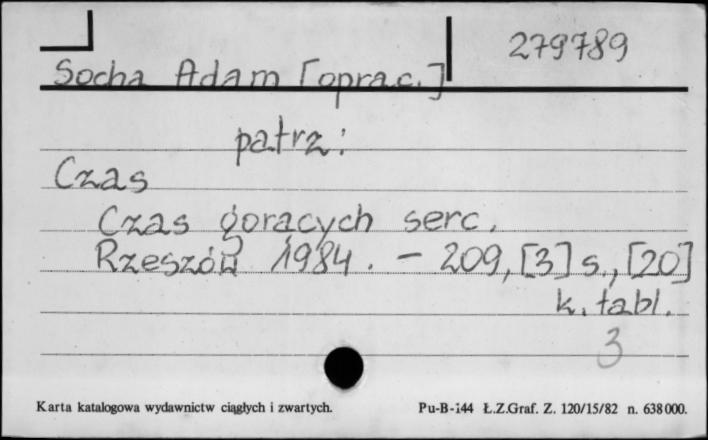 279789
Socha Adam [oprac.]
patrz:
Czas
Czas gorących serc.
Rzeszów 1984. - 209, [3] s., [20]
k. tabl.
3
Karta katalogowa wydawnictw ciągłych i zwartych. Pu-B-144 Ł.Z.Graf. Z. 120/15/82 n. 638000.